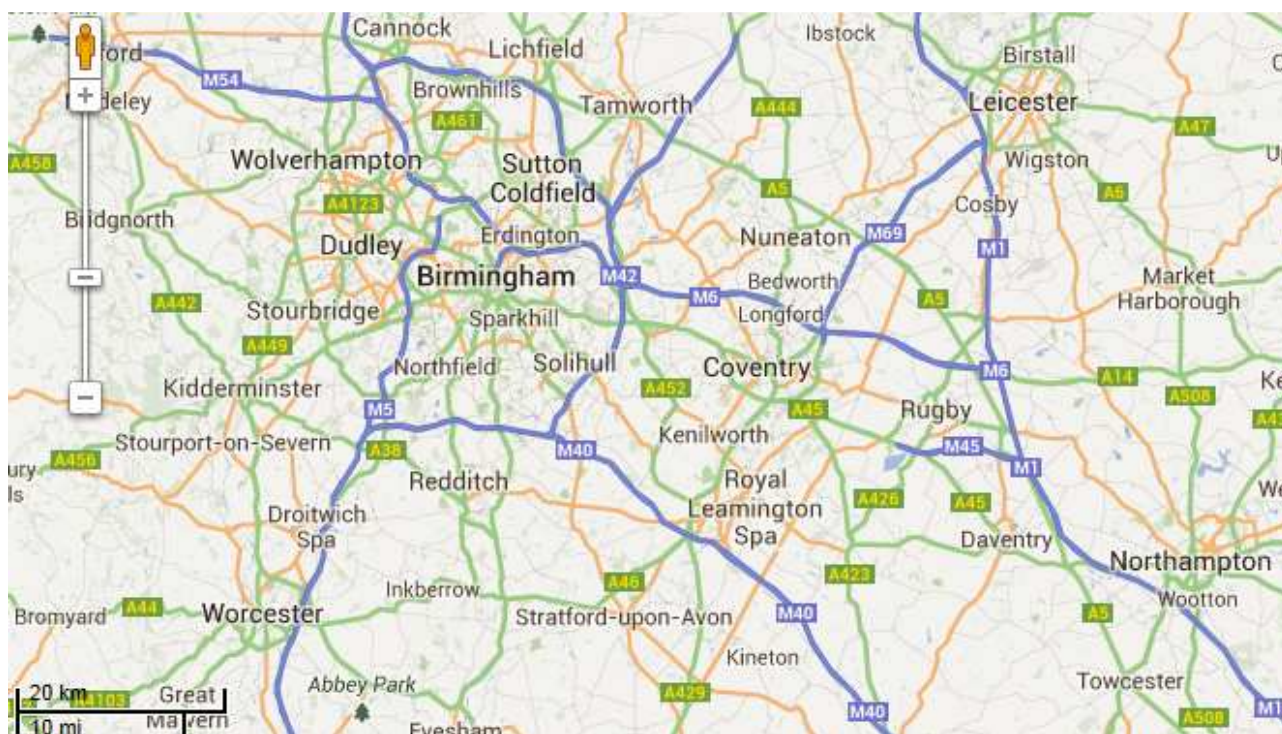 Cannock
Lichfield
Ibstock
Birstall
M54
Brownhills
Tamworth
A444
Leicester
A461
A47
A458
Wolverhampton
Sutton
Coldfield
Wigston
A5
A6
A4123
Cosby
Bridgnorth
Erdington
Nuneaton
M69
M1
Dudley
Birmingham
M42
Bedworth
Market
Harborough
A442
Stourbridge
M6
A5
Sparkhill
Longford
A449
Northfield
Solihull
Coventry
M6
A14
Kidderminster
A452
A508
M5
A45
Rugby
Stourport-on-Severn
Kenilworth
A456
A38
M40
M45
M1
Redditch
Royal
Leamington
Spa
A426
A45
Droitwich
Spa
Daventry
Northampton
A46
A423
Inkberrow
Wootton
Bromyard
A44
Worcester
Stratford-upon-Avon
M40
A5
Kineton
Abbey Park
Towcester
20 km
A4103
Great
A429
10 mi
Malvern
Evesham
M40
A508